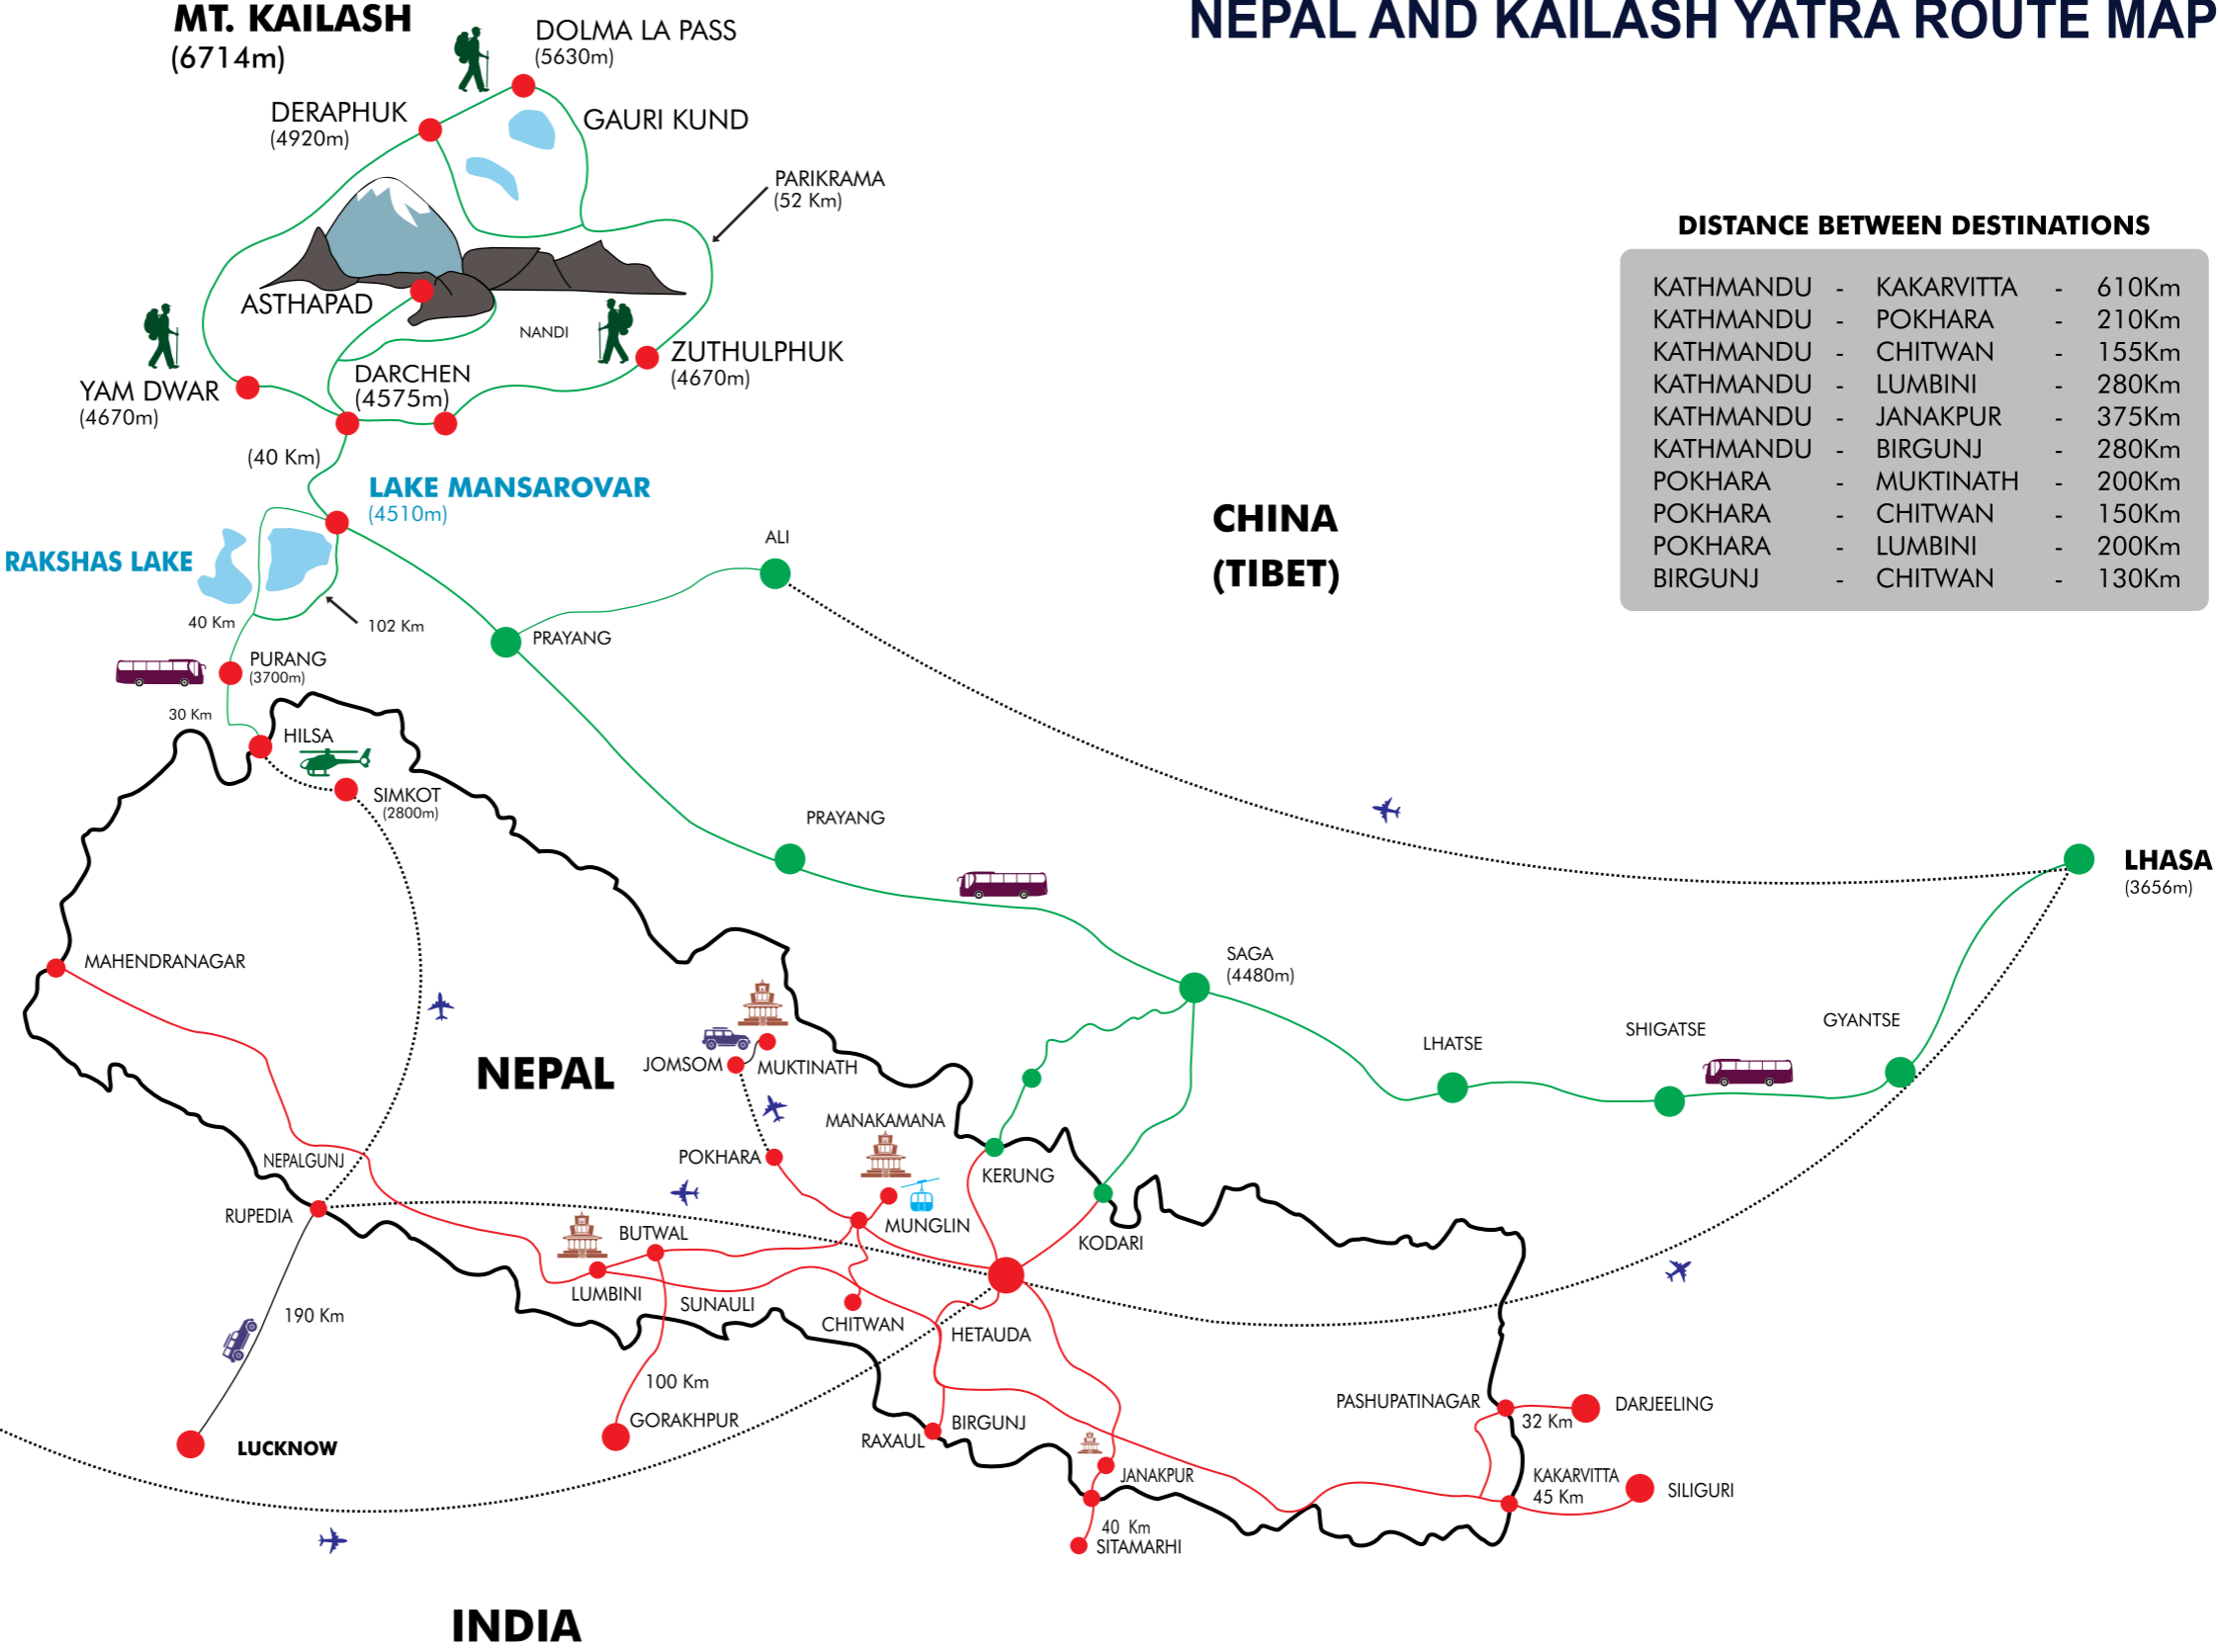 NEPAL AND KAILASH YATRA ROUTE MAP
MT. KAILASH
(6714m)
DOLMA LA PASS
(5630m)
DERAPHUK
(4920m)
GAURI KUND
PARIKRAMA
(52 Km)
ASTHAPAD
NANDI
ZUTHULPHUK
(4670m)
YAM DWAR
(4670m)
DARCHEN
(4575m)
(40 Km)
LAKE MANSAROVAR
(4510m)
RAKSHAS LAKE
40 Km
102 Km
PURANG
(3700m)
30 Km
HILSA
SIMKOT
(2800m)
DISTANCE BETWEEN DESTINATIONS
KATHMANDU - KAKARVITTA - 610Km
KATHMANDU - POKHARA - 210Km
KATHMANDU - CHITWAN - 155Km
KATHMANDU - LUMBINI - 280Km
KATHMANDU - JANAKPUR - 375Km
KATHMANDU - BIRGUNJ - 280Km
POKHARA - MUKTINATH - 200Km
POKHARA - CHITWAN - 150Km
POKHARA - LUMBINI - 200Km
BIRGUNJ - CHITWAN - 130Km
CHINA
(TIBET)
ALI
PRAYANG
PRAYANG
LHASA
(3656m)
SAGA
(4480m)
LHATSE
SHIGATSE
GYANTSE
MAHENDRANAGAR
NEPAL
JOMSOM
MUKTINATH
MANAKAMANA
POKHARA
KERUNG
NEPALGUNJ
RUPEDIA
BUTWAL
MUNGLIN
KODARI
LUMBINI
SUNAULI
CHITWAN
HETAUDA
190 Km
100 Km
GORAKHPUR
LUCKNOW
RAXAUL
BIRGUNJ
PASHUPATINAGAR
32 Km
DARJEELING
JANAKPUR
KAKARVITTA
45 Km
SILIGURI
40 Km
SITAMARHI
INDIA